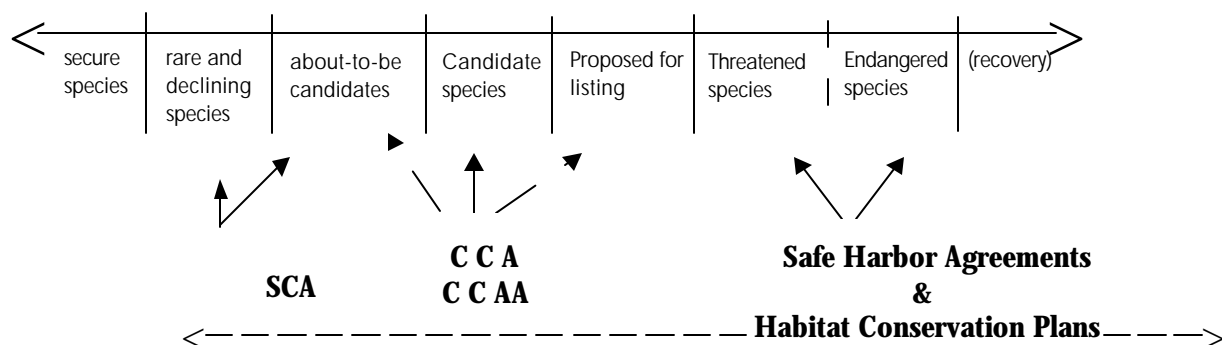 secure
species
rare and
declining
species
about-to-be
candidates
Candidate
species
Proposed for
listing
Threatened
species
Endangered
species
(recovery)
SCA
C C A
C C AA
Safe Harbor Agreements
&
Habitat Conservation Plans